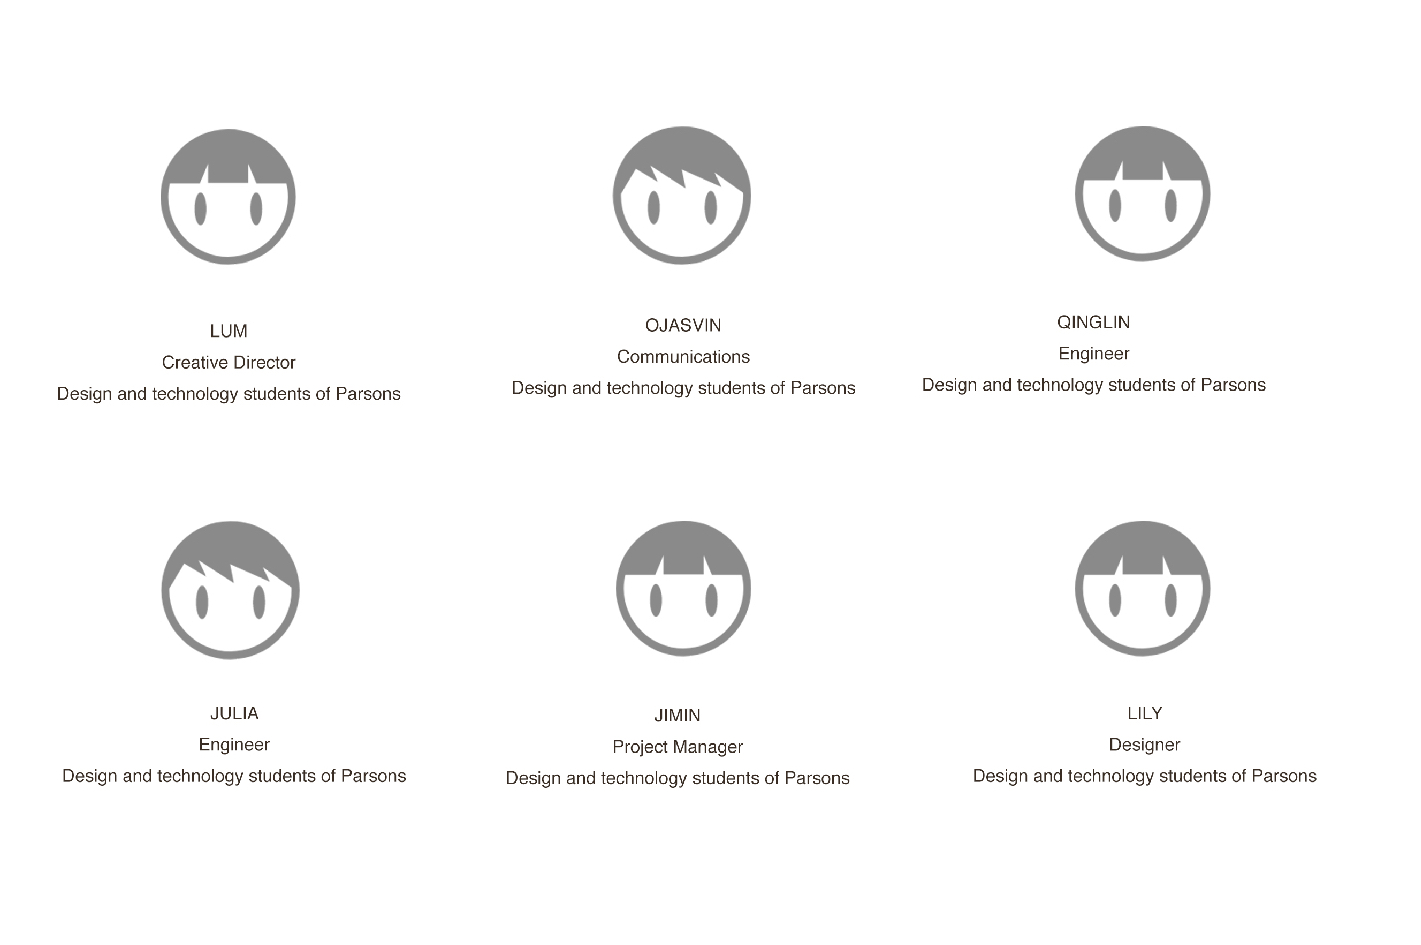 LUM
Creative Director
Design and technology students of Parsons
OJASVIN
Communications
Design and technology students of Parsons
QINGLIN
Engineer
Design and technology students of Parsons
JULIA
Engineer
Design and technology students of Parsons
JIMIN
Project Manager
Design and technology students of Parsons
LILY
Designer
Design and technology students of Parsons